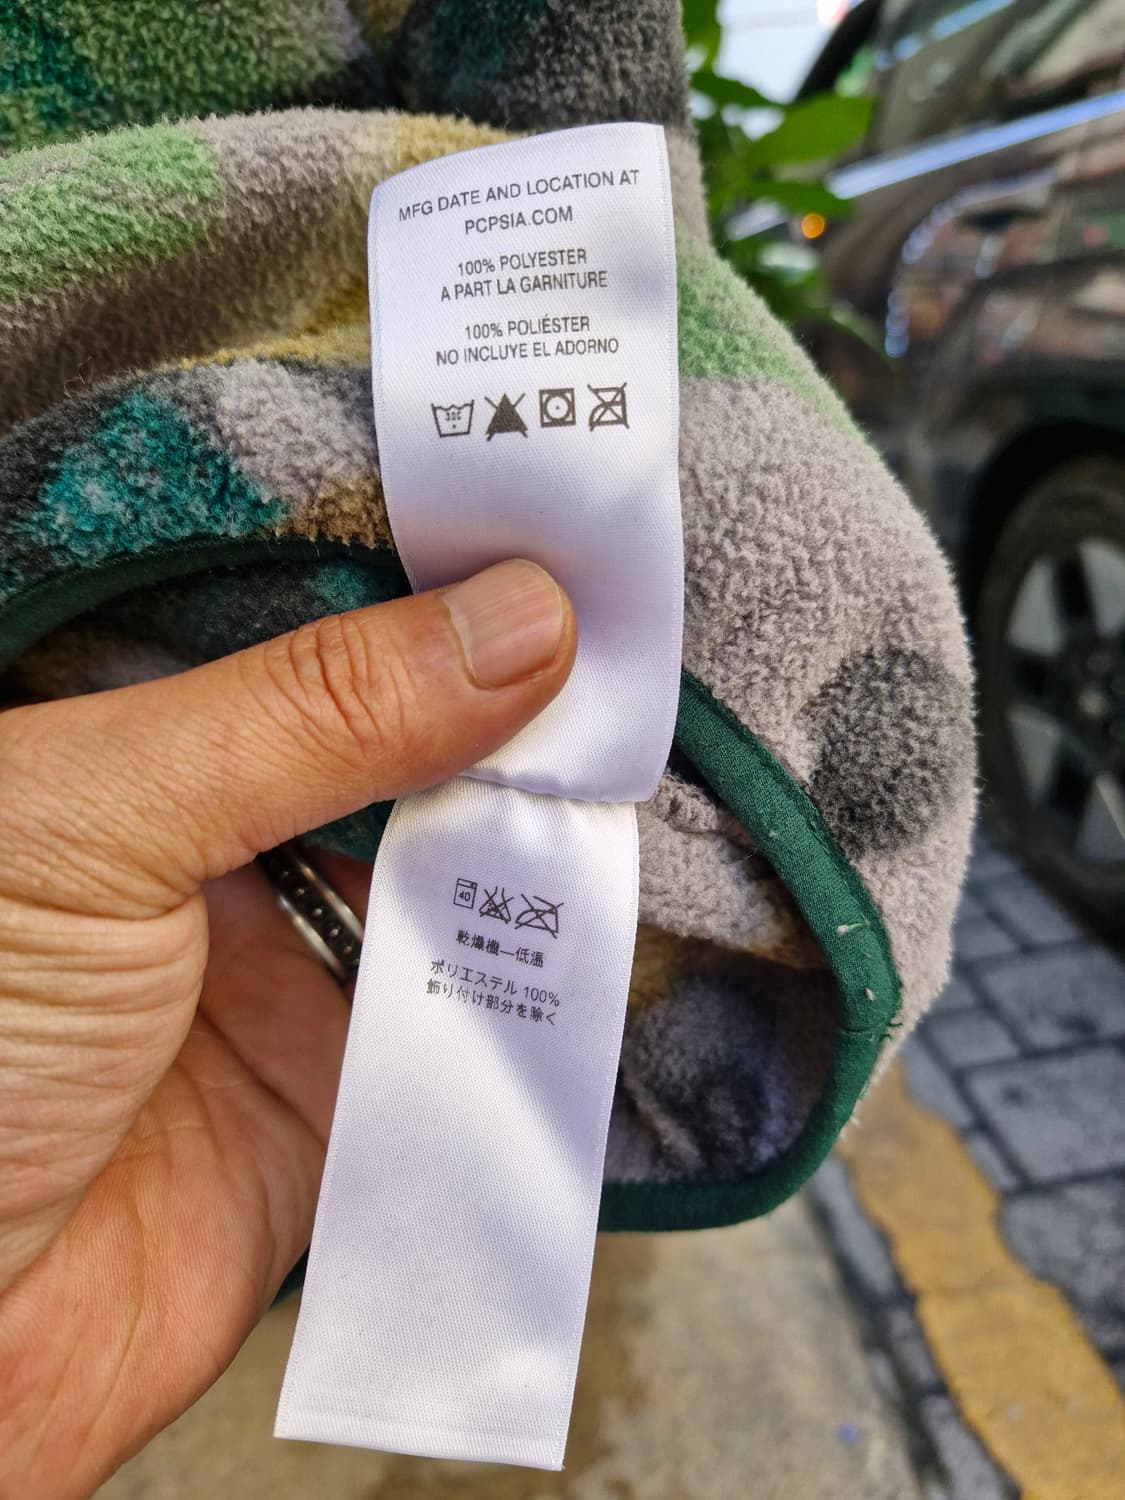 MFG DATE AND LOCATION AT
PCPSIA.COM
100% POLYESTER
A PART LA GARNITURE
100% POLIÉSTER
NO INCLUYE EL ADORNO
30C
40
乾燥機—低温
ポリエステル 100%
飾り付け部分を除く